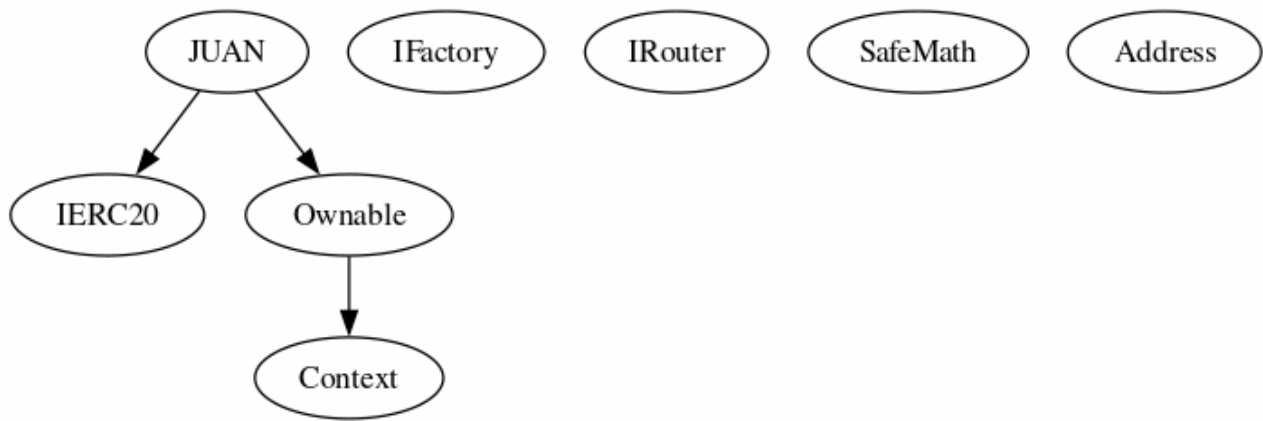 JUAN
IFactory
IRouter
SafeMath
Address
IERC20
Ownable
Context